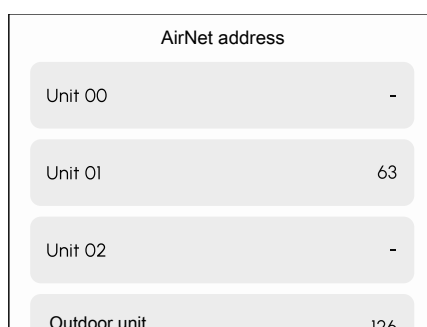 AirNet address
Unit 00 -
Unit 01 63
Unit 02 -
Outdoor unit 126